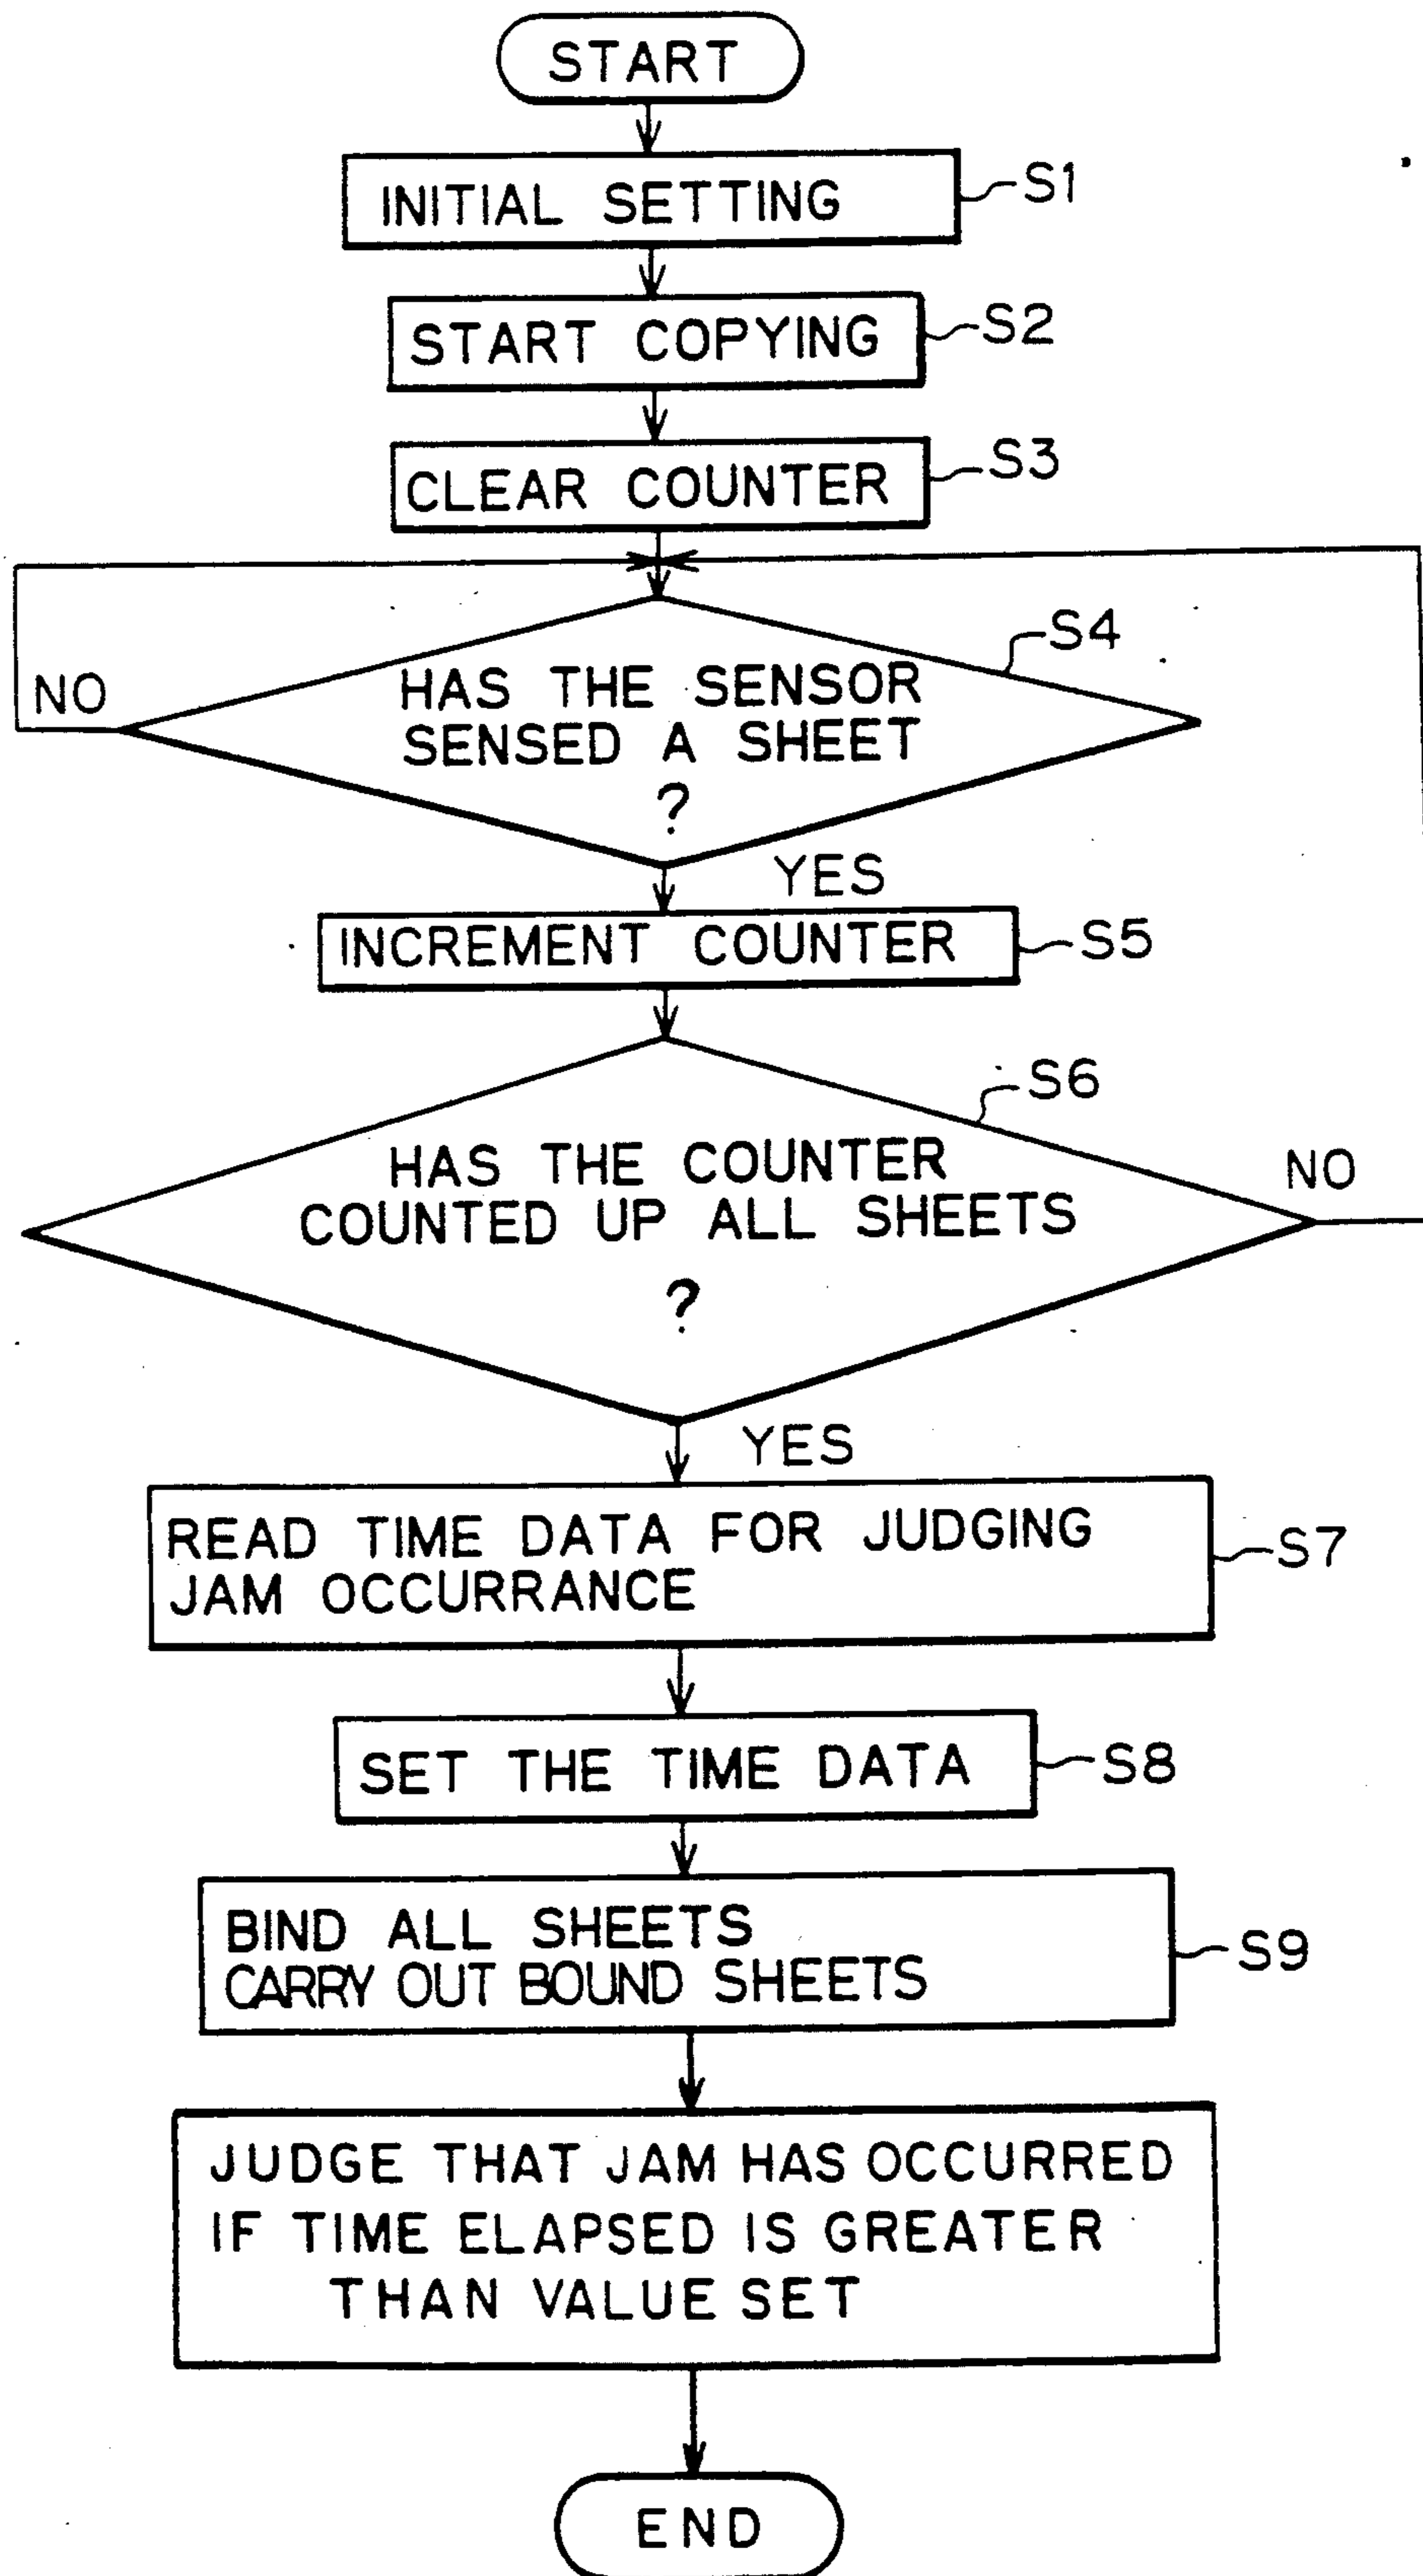 START
INITIAL SETTING
S1
START COPYING
S2
CLEAR COUNTER
S3
S4
HAS THE SENSOR
SENSED A SHEET
?
NO
YES
INCREMENT COUNTER
S5
S6
HAS THE COUNTER
COUNTED UP ALL SHEETS
?
NO
YES
READ TIME DATA FOR JUDGING
JAM OCCURRANCE
S7
SET THE TIME DATA
S8
BIND ALL SHEETS
CARRY OUT BOUND SHEETS
S9
JUDGE THAT JAM HAS OCCURRED
IF TIME ELAPSED IS GREATER
THAN VALUE SET
END